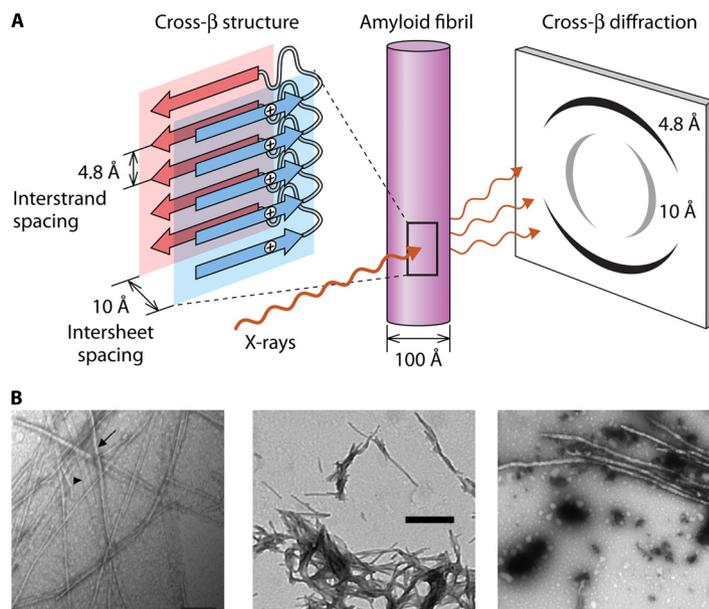 A
Cross-β structure
Amyloid fibril
Cross-β diffraction
4.8 Å
Interstrand
spacing
10 Å
Intersheet
spacing
+
+
+
+
+
X-rays
100 Å
4.8 Å
10 Å
B